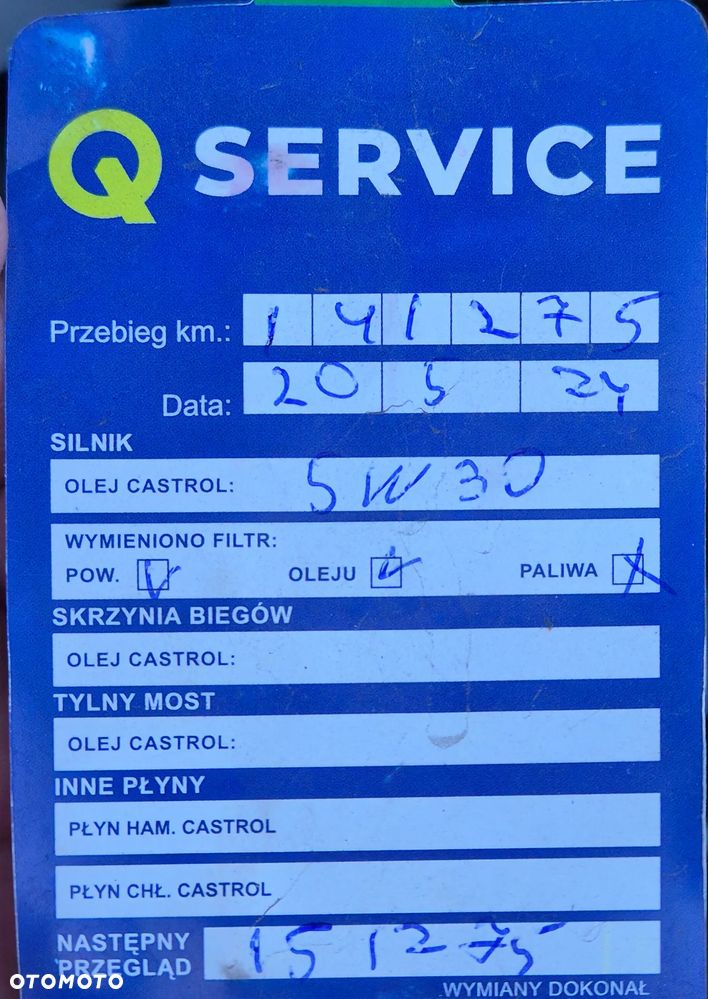 Q SERVICE
Przebieg km.: 1 4 1 2 7 5
Data: 20 5 24
SILNIK
OLEJ CASTROL: 5W30
WYMIENIONO FILTR:
POW. V OLEJU V PALIWA X
SKRZYNIA BIEGÓW
OLEJ CASTROL:
TYLNY MOST
OLEJ CASTROL:
INNE PŁYNY
PŁYN HAM. CASTROL
PŁYN CHŁ. CASTROL
NASTĘPNY
PRZEGLĄD 151275
WYMIANY DOKONAŁ
OTOMOTO